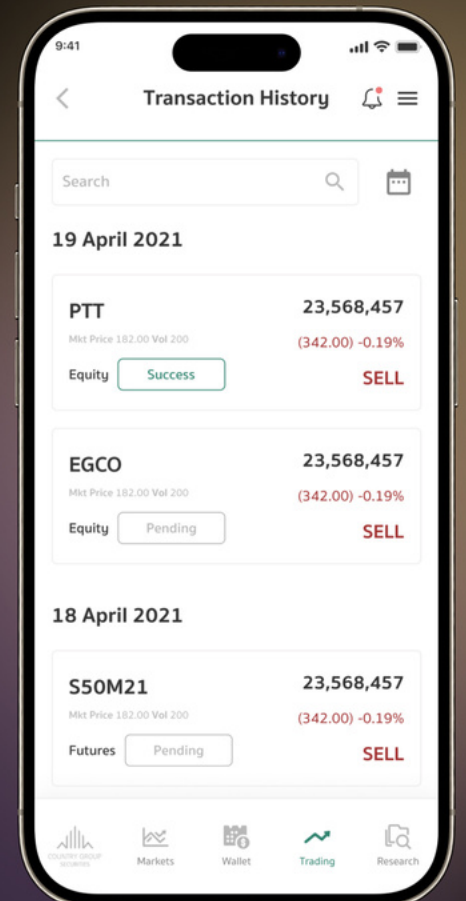 9:41
Transaction History
Search
19 April 2021
PTT
23,568,457
Mkt Price 182.00 Vol 200
(342.00) -0.19%
Equity
Success
SELL
EGCO
23,568,457
Mkt Price 182.00 Vol 200
(342.00) -0.19%
Equity
Pending
SELL
18 April 2021
S50M21
23,568,457
Mkt Price 182.00 Vol 200
(342.00) -0.19%
Futures
Pending
SELL
COUNTRY GROUP
SECURITIES
Markets
Wallet
Trading
Research